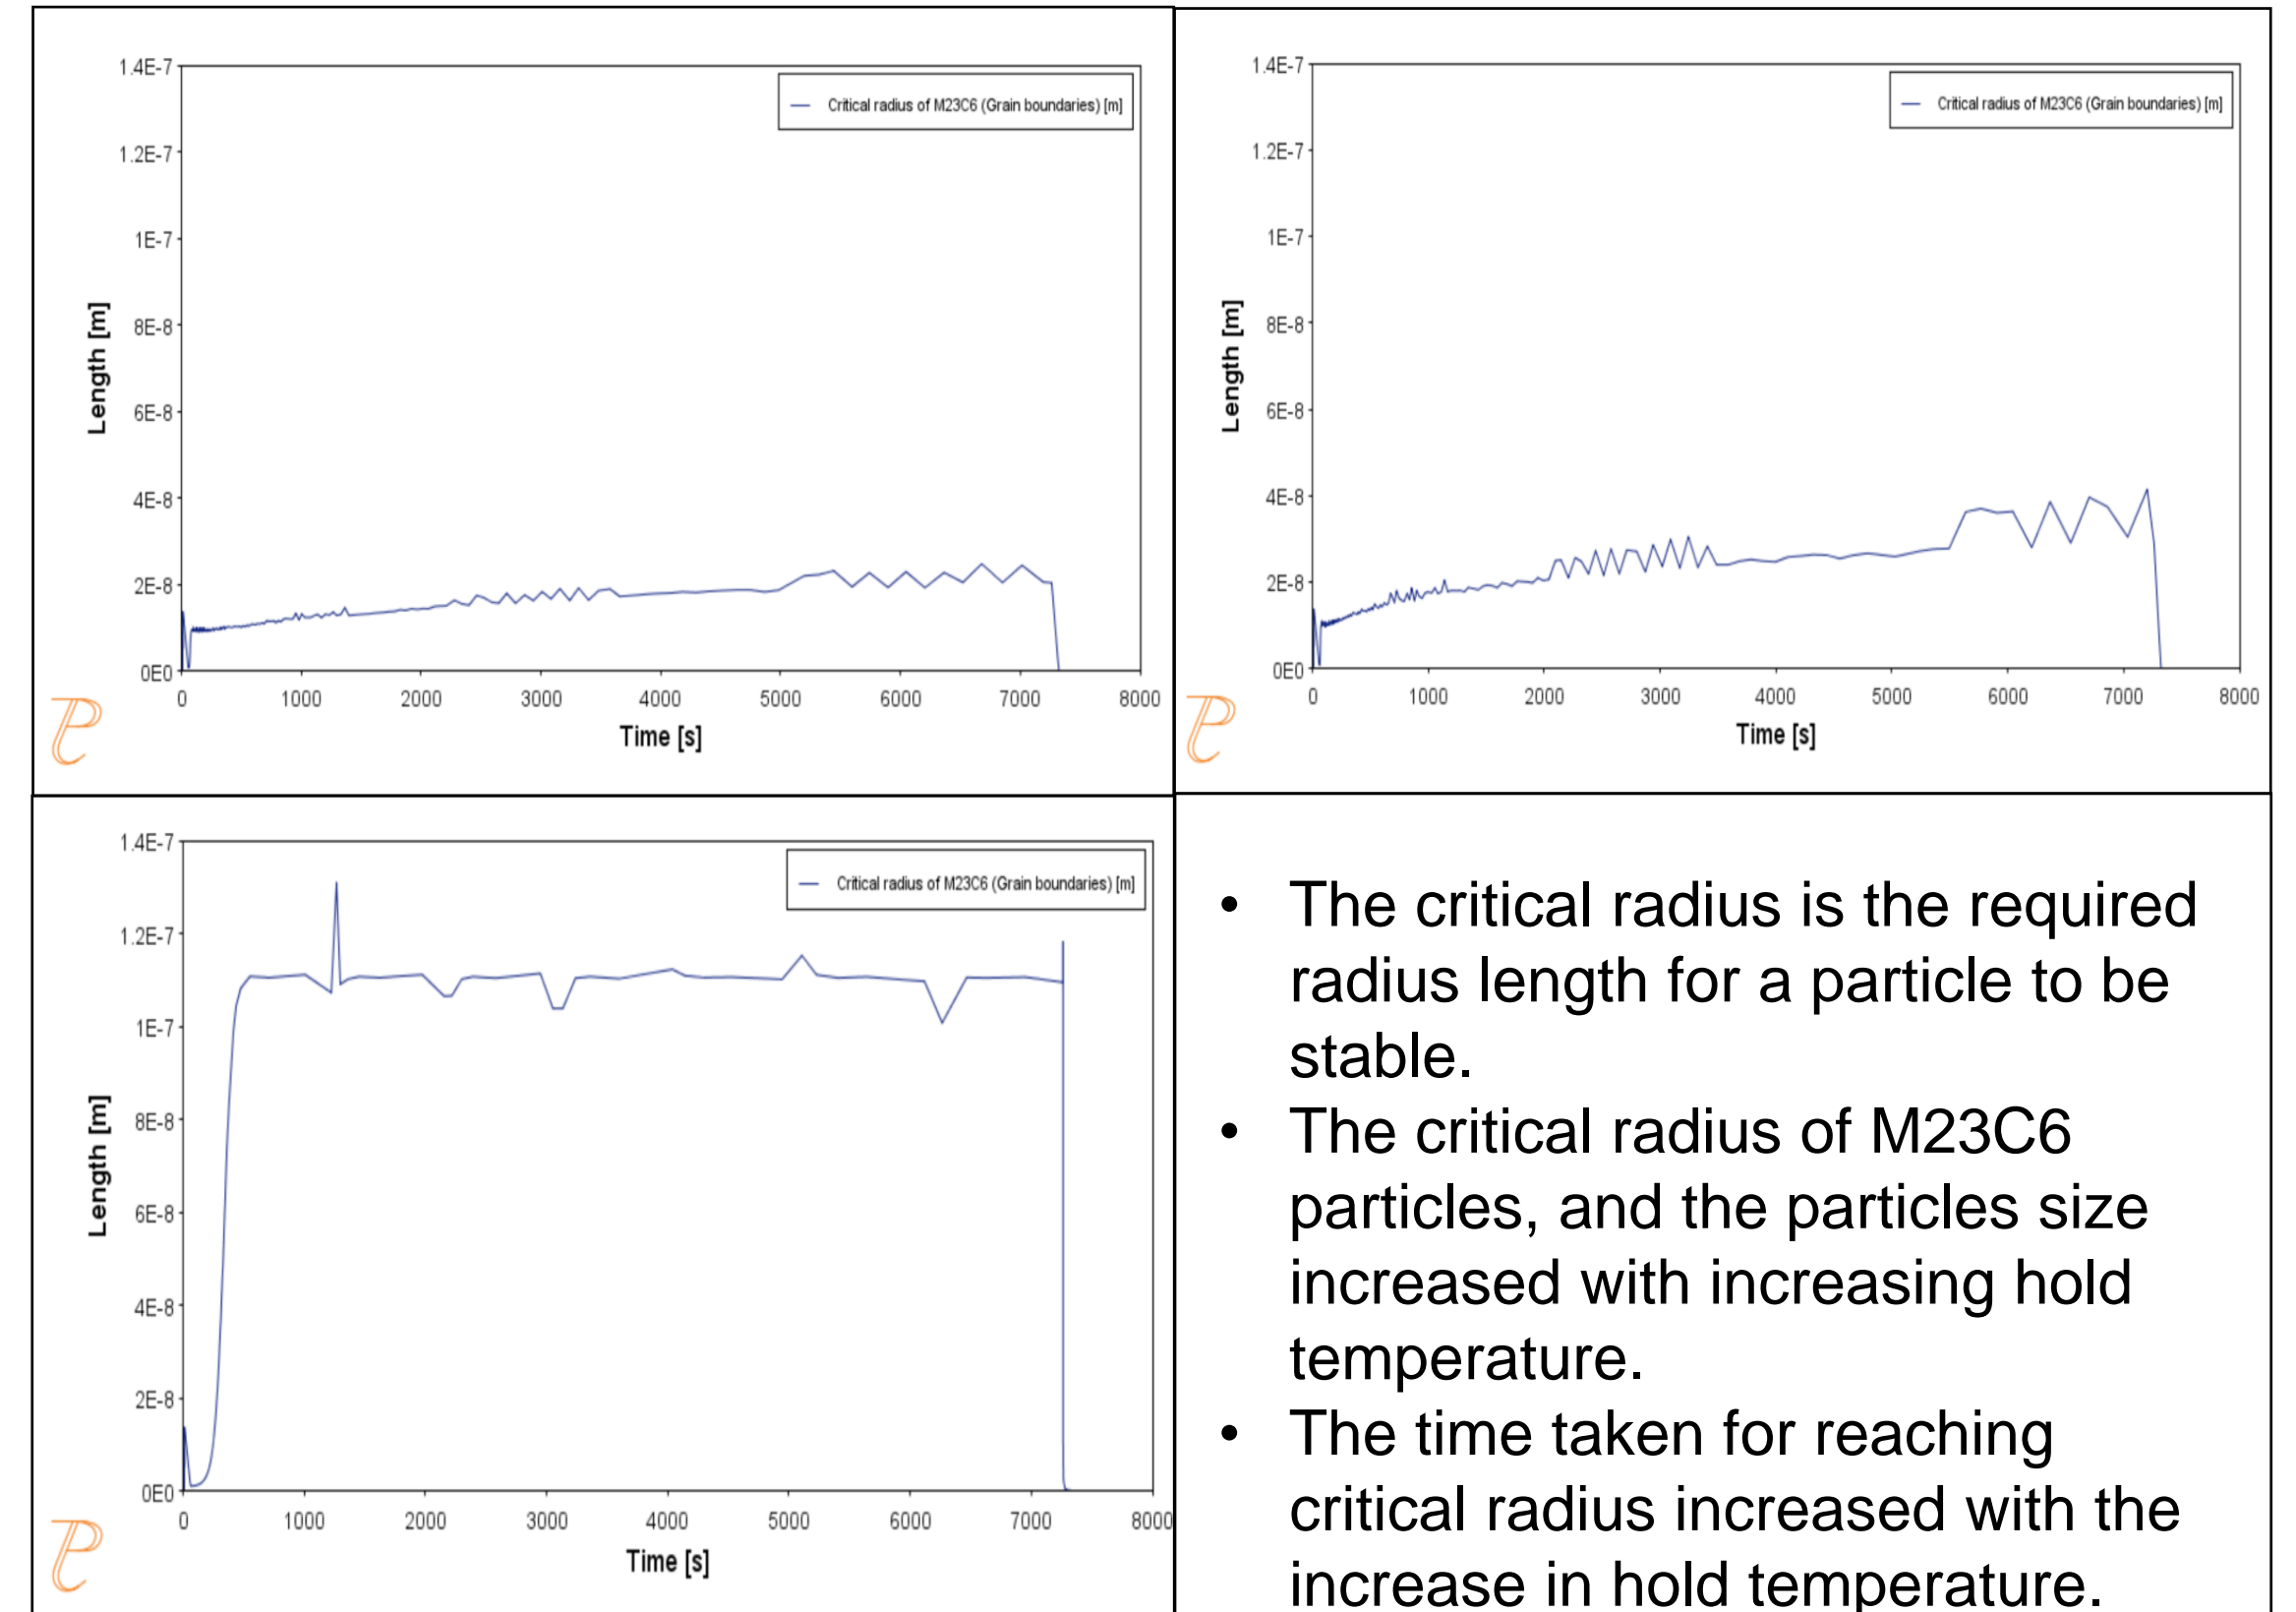 1.4E-7
1.2E-7
1E-7
8E-8
6E-8
4E-8
2E-8
0E0
Length [m]
Critical radius of M23C6 (Grain boundaries) [m]
0 1000 2000 3000 4000 5000 6000 7000 8000
Time [s]
1.4E-7
1.2E-7
1E-7
8E-8
6E-8
4E-8
2E-8
0E0
Length [m]
Critical radius of M23C6 (Grain boundaries) [m]
0 1000 2000 3000 4000 5000 6000 7000 8000
Time [s]
1.4E-7
1.2E-7
1E-7
8E-8
6E-8
4E-8
2E-8
0E0
Length [m]
Critical radius of M23C6 (Grain boundaries) [m]
0 1000 2000 3000 4000 5000 6000 7000 8000
Time [s]
• The critical radius is the required
radius length for a particle to be
stable.
• The critical radius of M23C6
particles, and the particles size
increased with increasing hold
temperature.
• The time taken for reaching
critical radius increased with the
increase in hold temperature.